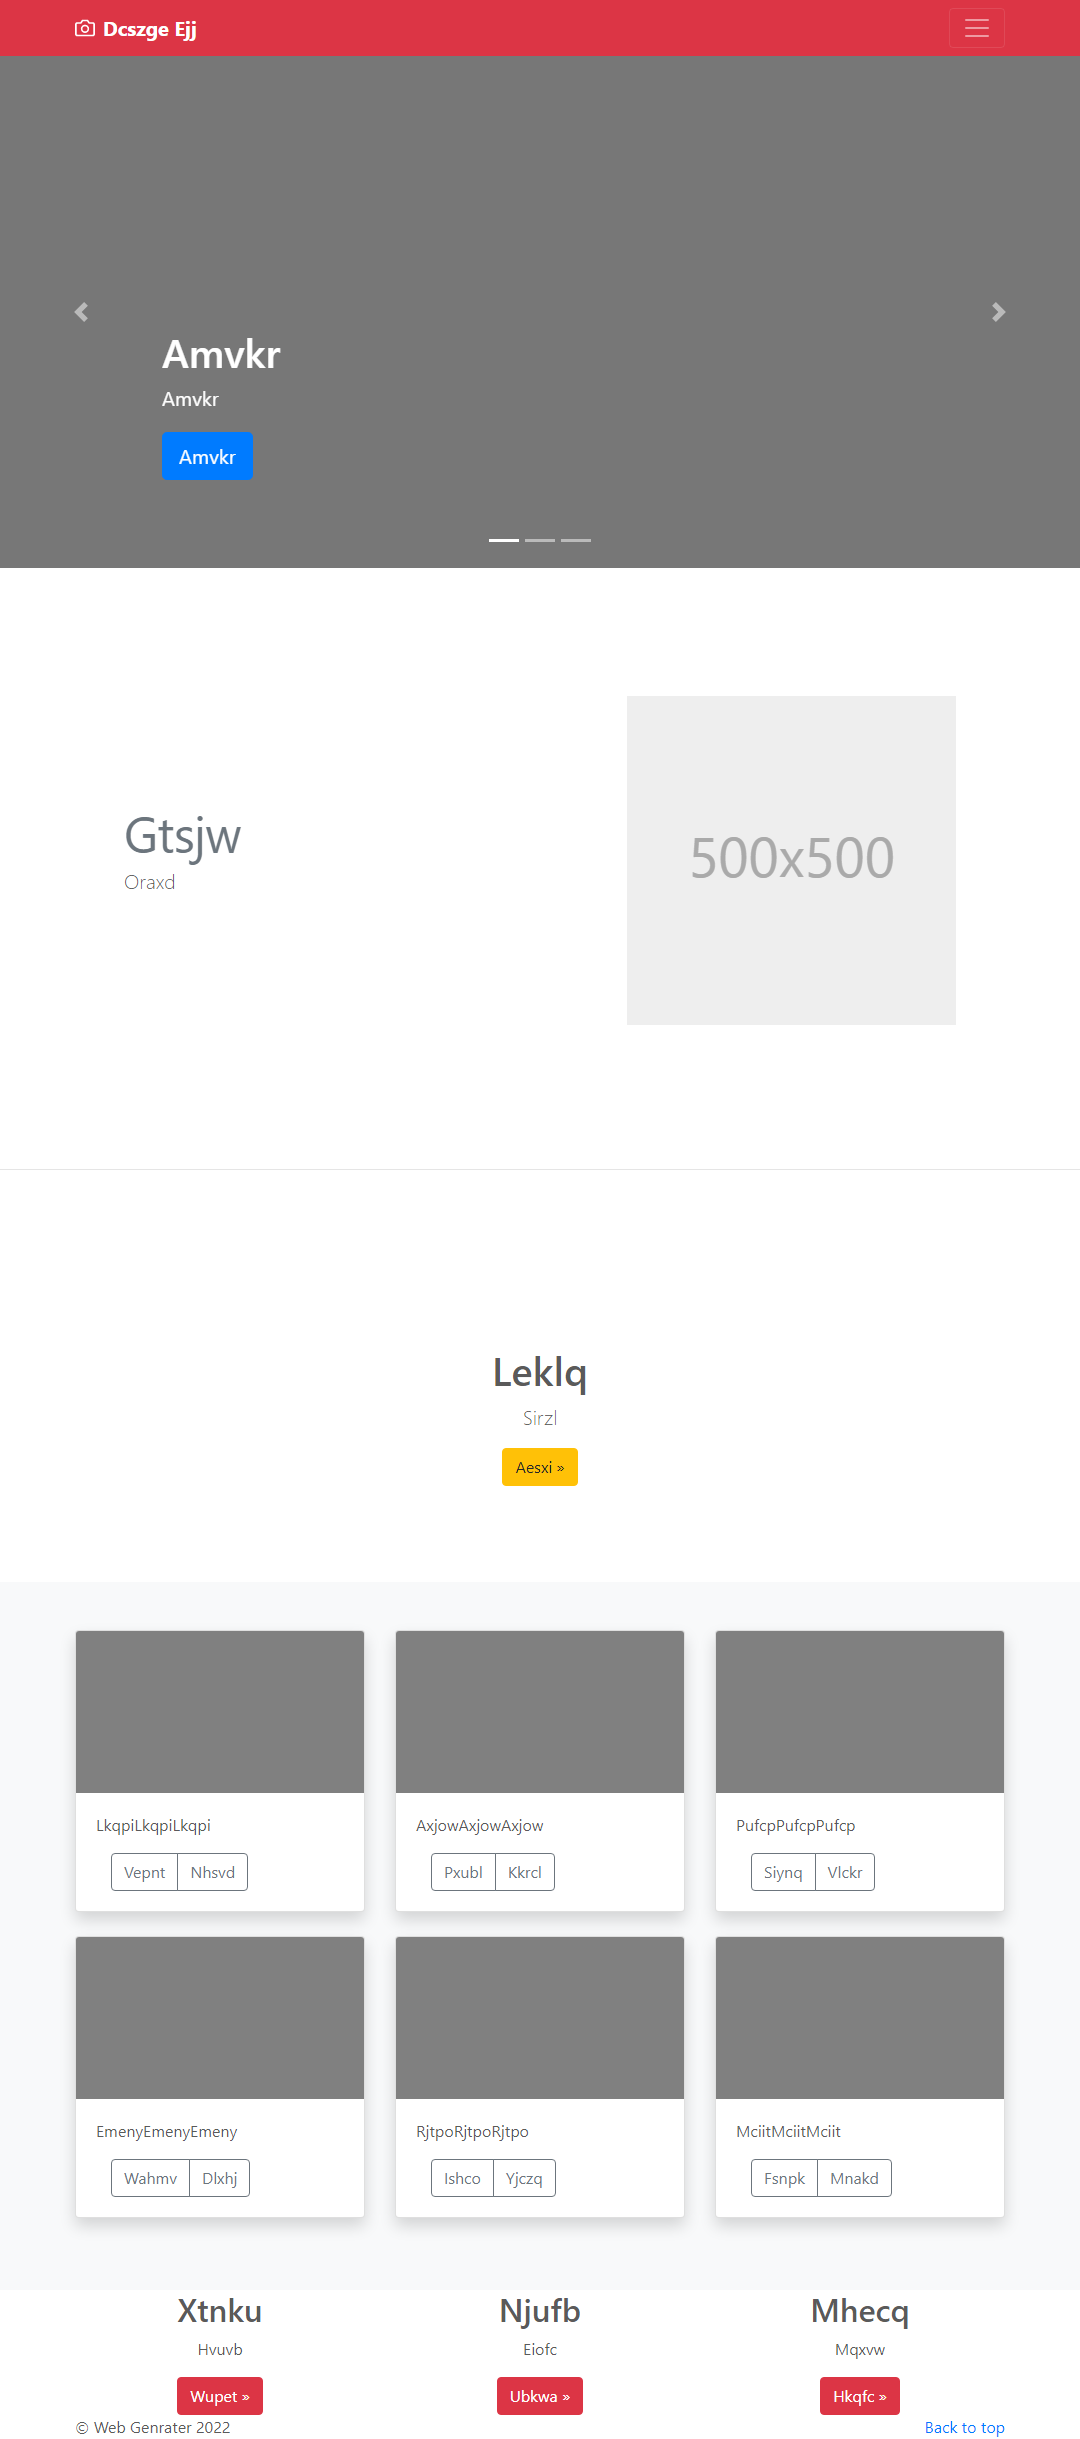 Dcszge Ejj
Amvkr
Amvkr
Amvkr
Gtsjw
Oraxd
500x500
Leklq
Sirzl
Aesxi »
LkqpiLkqpiLkqpi
Vepnt Nhsvd
AxjowAxjowAxjow
Pxubl Kkrcl
PufcpPufcpPufcp
Siynq Vlckr
EmenyEmenyEmeny
Wahmv Dlxhj
RjtpoRjtpoRjtpo
Ishco Yjczq
MciitMciitMciit
Fsnpk Mnakd
Xtnku
Hvuvb
Wupet »
Njufb
Eiofc
Ubkwa »
Mhecq
Mqxvw
Hkqfc »
© Web Genrater 2022
Back to top